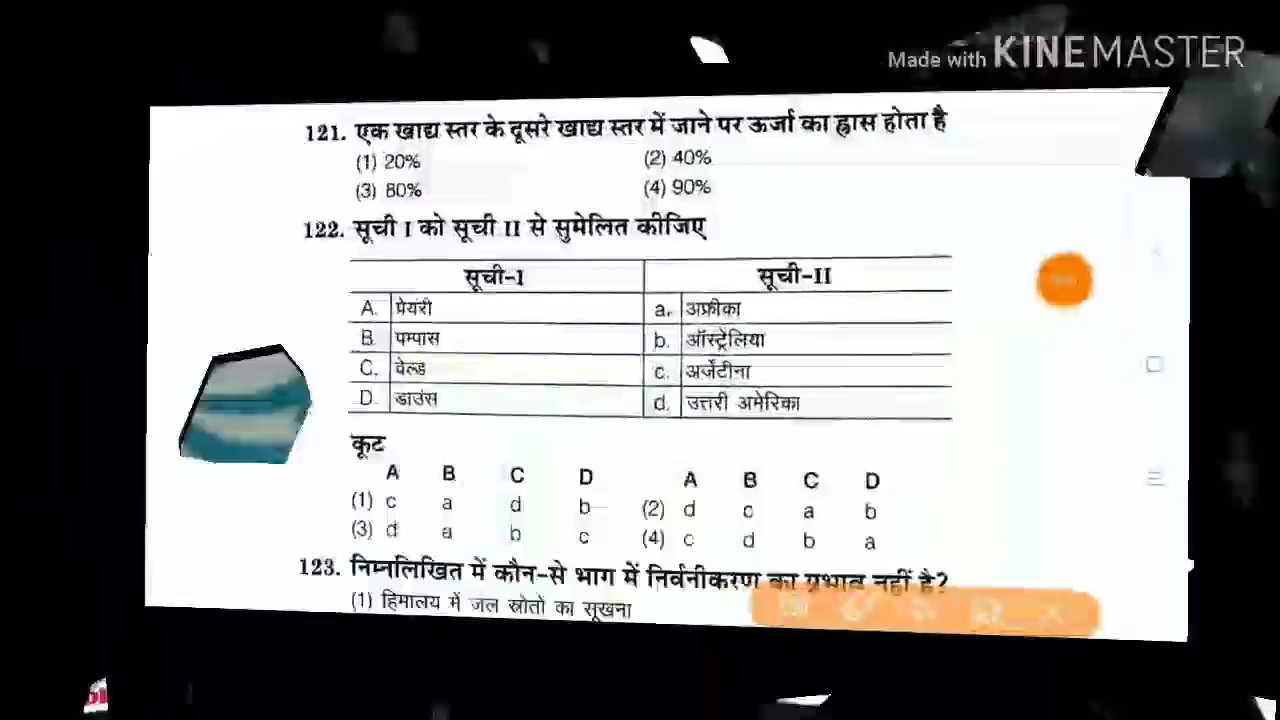 Made with KINEMASTER
121. एक खाद्य स्तर के दूसरे खाद्य स्तर में जाने पर ऊर्जा का ह्रास होता है
(1) 20% (2) 40%
(3) 80% (4) 90%
122. सूची I को सूची II से सुमेलित कीजिए
सूची-I सूची-II
A. प्रेयरी a. अफ्रीका
B. पम्पास b. ऑस्ट्रेलिया
C. वेल्ड c. अर्जेंटीना
D. डाउंस d. उत्तरी अमेरिका
कूट
A B C D A B C D
(1) c a d b (2) d c a b
(3) d a b c (4) c d b a
123. निम्नलिखित में कौन-से भाग में निर्वनीकरण का प्रभाव नहीं है?
(1) हिमालय में जल स्रोतों का सूखना